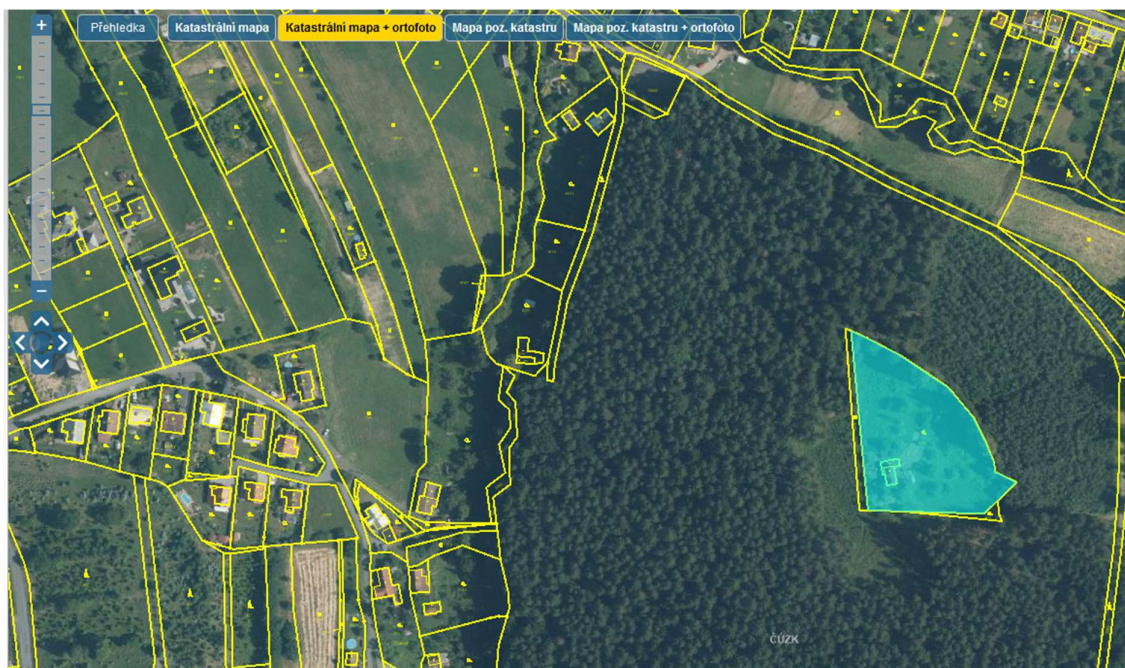 Přehledka
Katastrální mapa
Katastrální mapa + ortofoto
Mapa poz. katastru
Mapa poz. katastru + ortofoto
ČÚZK